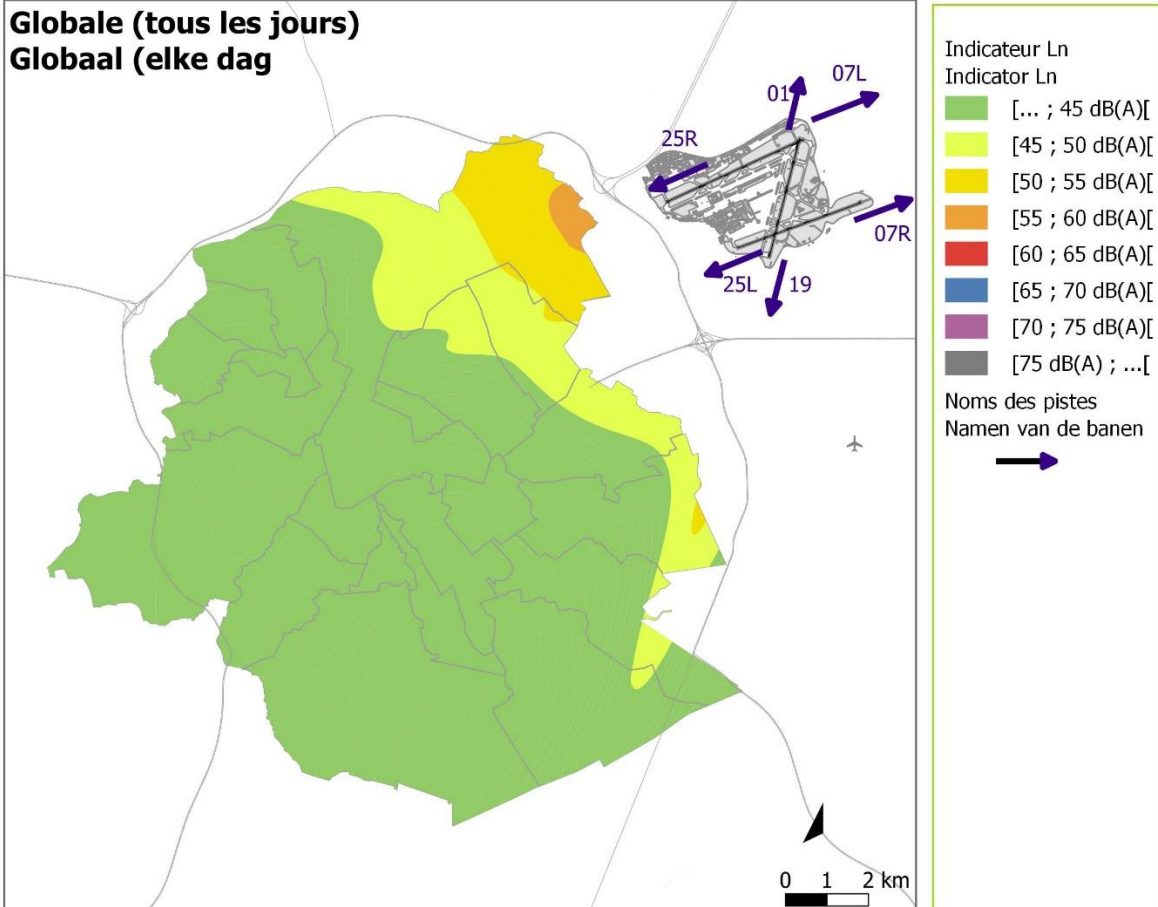 Globale (tous les jours)
Globaal (elke dag
01
07L
25R
07R
25L
19
0 1 2 km
Indicateur Ln
Indicator Ln
[... ; 45 dB(A)[
[45 ; 50 dB(A)[
[50 ; 55 dB(A)[
[55 ; 60 dB(A)[
[60 ; 65 dB(A)[
[65 ; 70 dB(A)[
[70 ; 75 dB(A)[
[75 dB(A) ; ...[
Noms des pistes
Namen van de banen